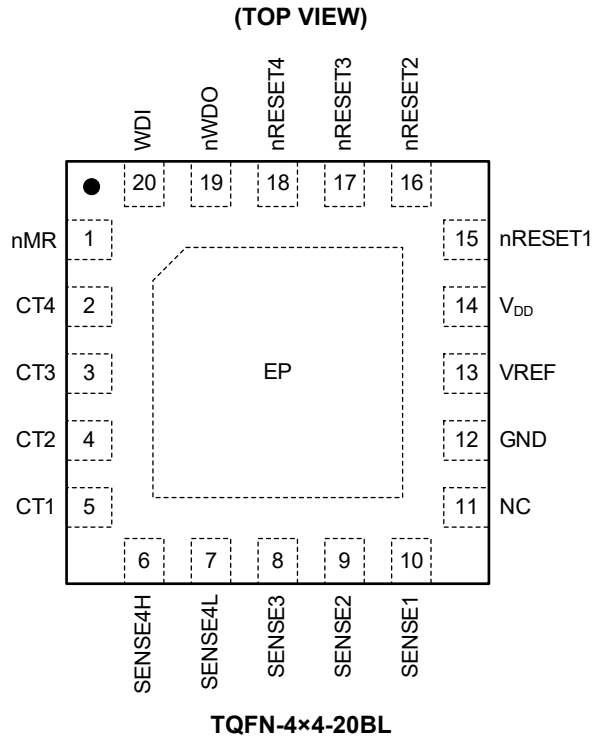 (TOP VIEW)
WDI nWDO nRESET4 nRESET3 nRESET2
20 19 18 17 16
nMR 1 15 nRESET1
CT4 2 14 VDD
CT3 3 EP 13 VREF
CT2 4 12 GND
CT1 5 11 NC
6 7 8 9 10
SENSE4H SENSE4L SENSE3 SENSE2 SENSE1
TQFN-4×4-20BL